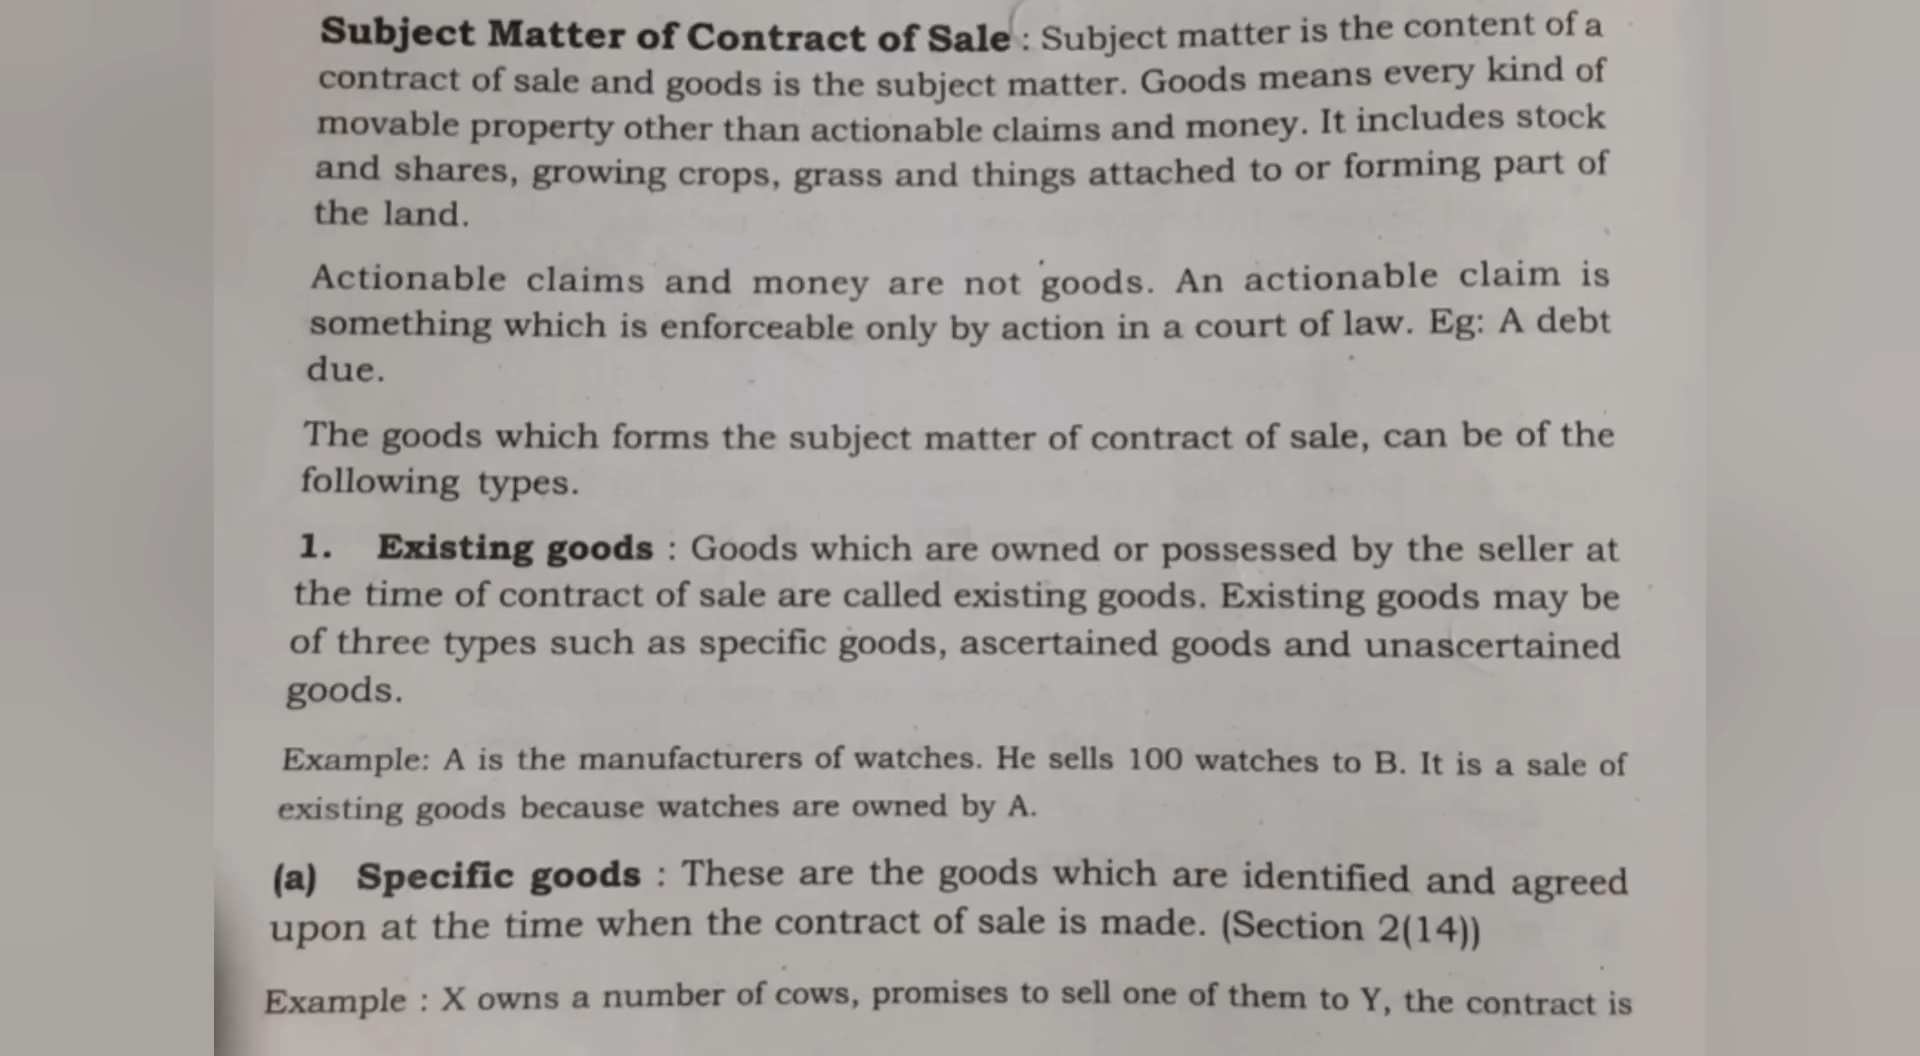 Subject Matter of Contract of Sale : Subject matter is the content of a
contract of sale and goods is the subject matter. Goods means every kind of
movable property other than actionable claims and money. It includes stock
and shares, growing crops, grass and things attached to or forming part of
the land.
Actionable claims and money are not goods. An actionable claim is
something which is enforceable only by action in a court of law. Eg: A debt
due.
The goods which forms the subject matter of contract of sale, can be of the
following types.
1. Existing goods : Goods which are owned or possessed by the seller at
the time of contract of sale are called existing goods. Existing goods may be
of three types such as specific goods, ascertained goods and unascertained
goods.
Example: A is the manufacturers of watches. He sells 100 watches to B. It is a sale of
existing goods because watches are owned by A.
(a) Specific goods : These are the goods which are identified and agreed
upon at the time when the contract of sale is made. (Section 2(14))
Example : X owns a number of cows, promises to sell one of them to Y, the contract is